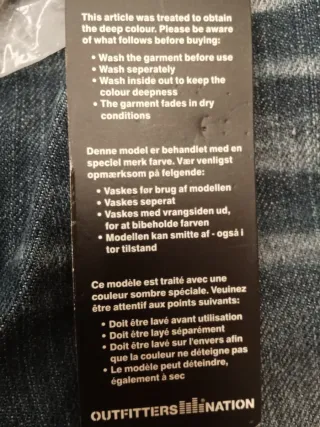 This article was treated to obtain
the deep colour. Please be aware
of what follows before buying:
• Wash the garment before use
• Wash seperately
• Wash inside out to keep the
colour deepness
• The garment fades in dry
conditions
Denne model er behandlet med en
speciel mørk farve. Vær venligst
opmærksom på følgende:
• Vaskes før brug af modellen
• Vaskes seperat
• Vaskes med vrangsiden ud,
for at bibeholde farven
• Modellen kan smitte af - også i
tør tilstand
Ce modèle est traité avec une
couleur sombre spéciale. Veuinez
être attentif aux points suivants:
• Doit être lavé avant utilisation
• Doit être layé séparément
• Doit être lavé sur l'envers afin
que la couleur ne déteigne pas
• Le modèle peut déteindre,
également à sec
OUTFITTERS NATION